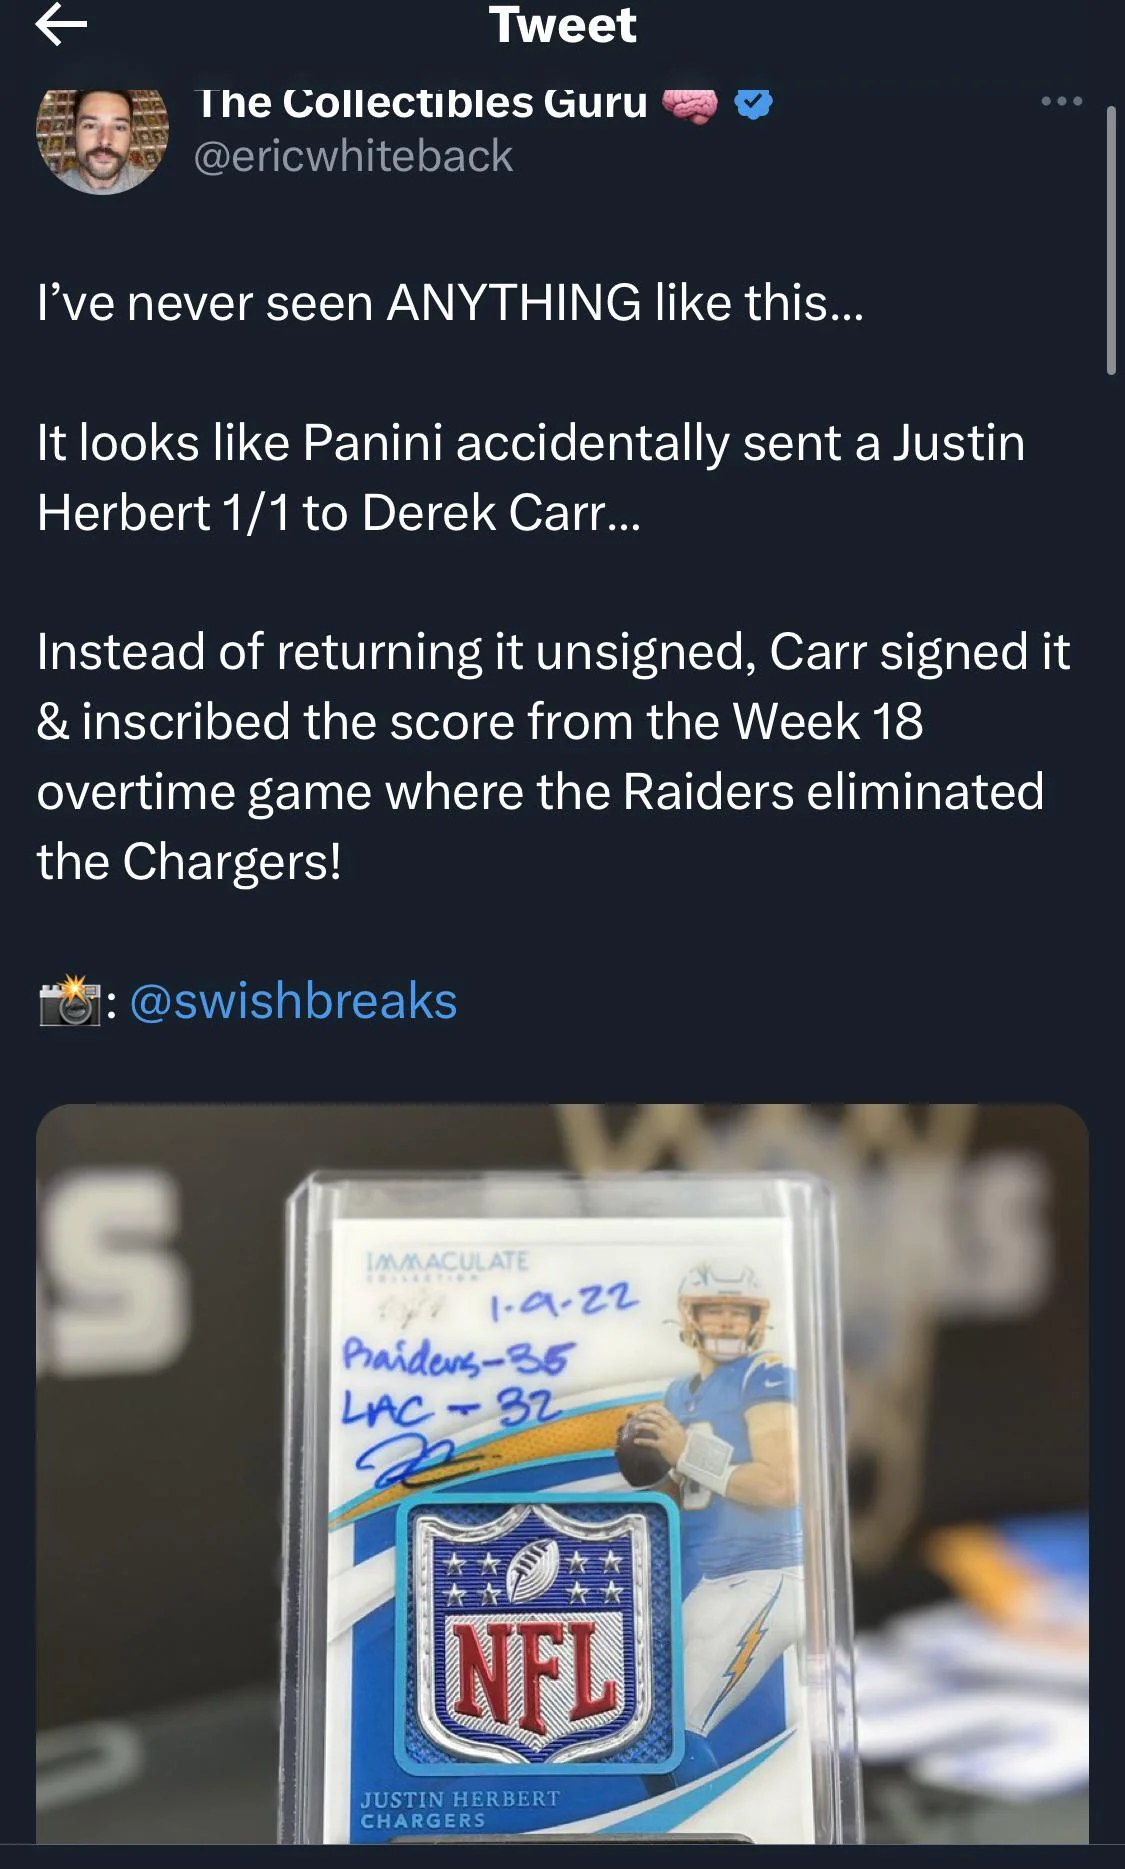 Tweet
The Collectibles Guru
@ericwhiteback
I’ve never seen ANYTHING like this...
It looks like Panini accidentally sent a Justin
Herbert 1/1 to Derek Carr...
Instead of returning it unsigned, Carr signed it
& inscribed the score from the Week 18
overtime game where the Raiders eliminated
the Chargers!
: @swishbreaks
IMMACULATE
COLLECTION
1-9-22
Raiders-35
LAC - 32
NFL
JUSTIN HERBERT
CHARGERS